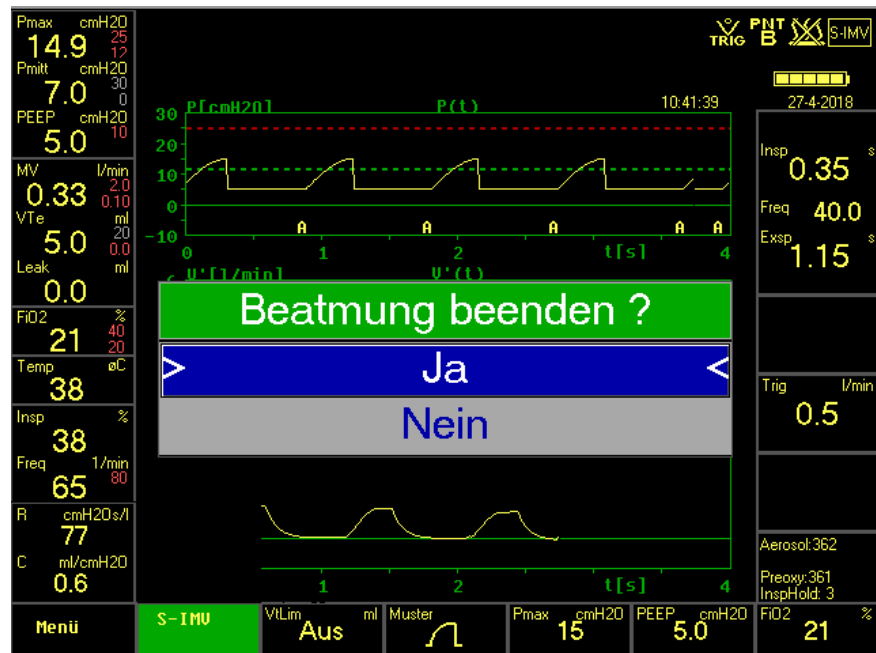 Pmax cmH2O
14.9 25
12
Pmitt cmH2O
7.0 30
0
PEEP cmH2O
5.0 10
MV l/min
0.33 2.0
0.10
VTe ml
5.0 20
0.0
Leak ml
0.0
FiO2 %
21 40
20
Temp øC
38
Insp %
38
Freq 1/min
65 80
R cmH2Os/l
77
C ml/cmH2O
0.6
TRIG PNT B S-IMV
10:41:39 27-4-2018
P[cmH2O] P(t)
30
20
10
0
-10
A A A A A
0 1 2 t[s] 4
V'[l/min] V'(t)
Beatmung beenden ?
> Ja <
Nein
1 2 t[s] 4
Insp s
0.35
Freq 40.0
Exsp s
1.15
Trig l/min
0.5
Aerosol:362
Preoxy:361
InspHold: 3
Menü
S-IMV
VtLim ml
Aus
Muster
Pmax cmH2O
15
PEEP cmH2O
5.0
FiO2 %
21